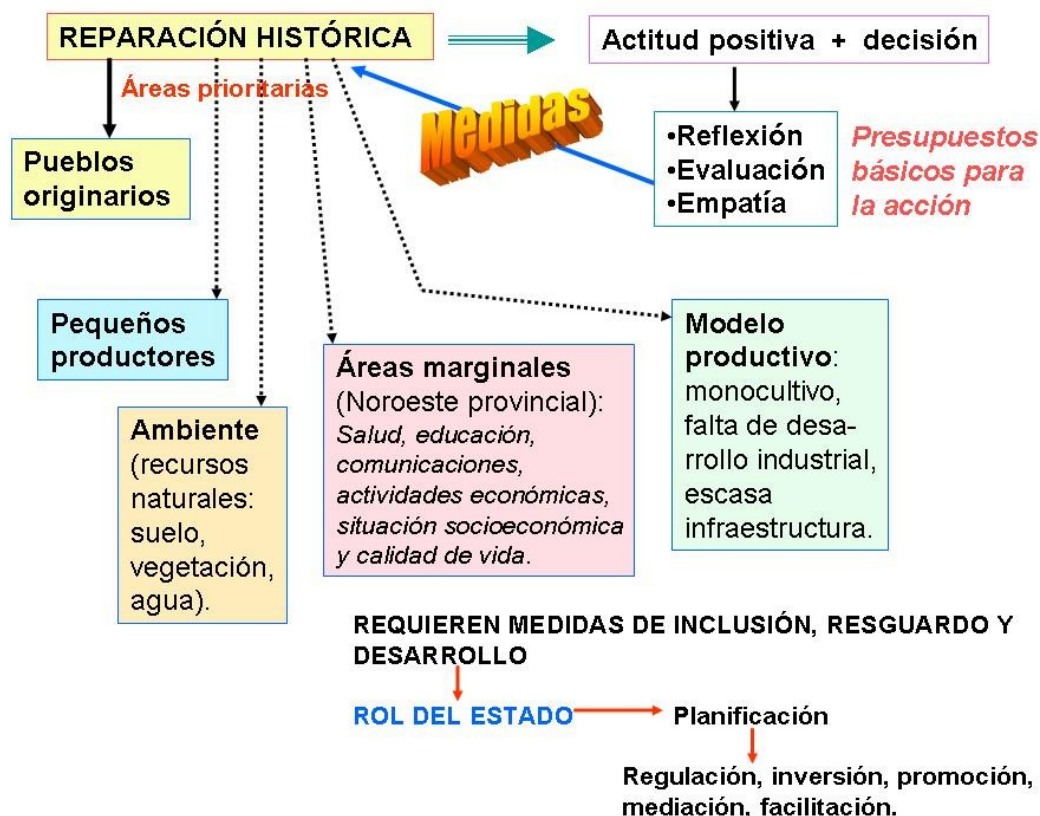 REPARACIÓN HISTÓRICA
Actitud positiva + decisión
Áreas prioritarias
Medidas
•Reflexión
•Evaluación
•Empatía
Presupuestos
básicos para
la acción
Pueblos
originarios
Pequeños
productores
Ambiente
(recursos
naturales:
suelo,
vegetación,
agua).
Áreas marginales
(Noroeste provincial):
Salud, educación,
comunicaciones,
actividades económicas,
situación socioeconómica
y calidad de vida.
Modelo
productivo:
monocultivo,
falta de desa-
rrollo industrial,
escasa
infraestructura.
REQUIEREN MEDIDAS DE INCLUSIÓN, RESGUARDO Y
DESARROLLO
ROL DEL ESTADO
Planificación
Regulación, inversión, promoción,
mediación, facilitación.